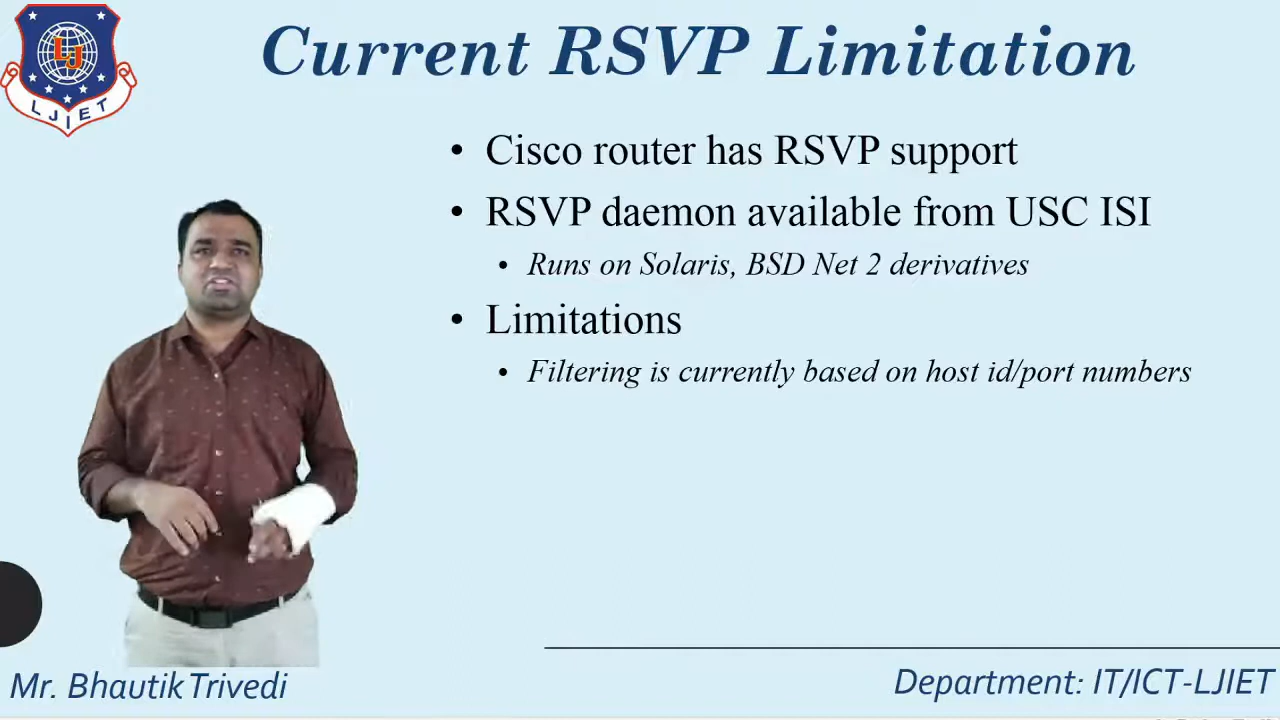 Current RSVP Limitation
LJIET
• Cisco router has RSVP support
• RSVP daemon available from USC ISI
• Runs on Solaris, BSD Net 2 derivatives
• Limitations
• Filtering is currently based on host id/port numbers
Mr. Bhautik Trivedi
Department: IT/ICT-LJIET